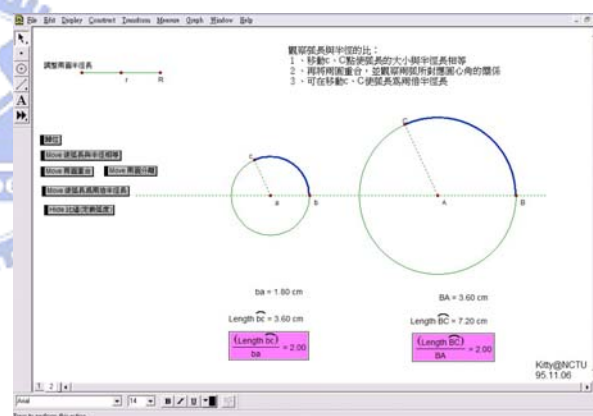 File Edit Display Construct Transform Measure Graph Window Help
調整兩圓半徑長
r R
觀察弧長與半徑的比：
1、移動c、C點使弧長的大小與半徑長相等
2、再將兩圓重合，並觀察兩弧所對應圓心角的關係
3、可在移動c、C使弧長為兩倍半徑長
歸位
Move 使弧長與半徑相等
Move 兩圓重合 Move 兩圓分離
Move 使弧長為兩倍半徑長
Hide 比值(定義弧度)
c
a b
C
A B
ba = 1.80 cm
Length bc = 3.60 cm
(Length bc)
ba
= 2.00
BA = 3.60 cm
Length BC = 7.20 cm
(Length BC)
BA
= 2.00
Kitty@NCTU
95.11.06
1 2
Arial 14 B I U